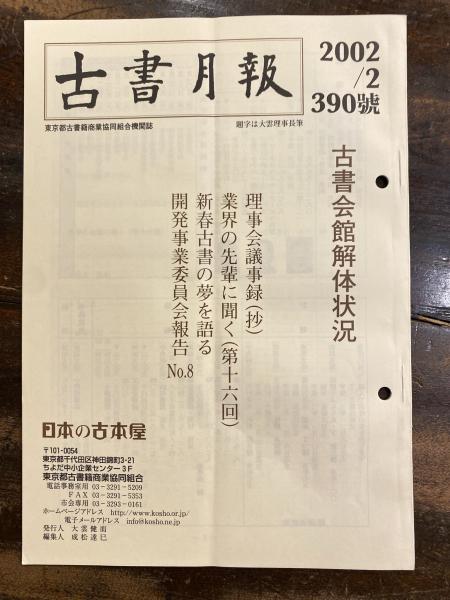 古書月報
2002
/2
390號
東京都古書籍商業協同組合機関誌
題字は大雲理事長筆
古書会館解体状況
理事会議事録(抄)
業界の先輩に聞く(第十六回)
新春古書の夢を語る
開発事業委員会報告 No.8
日本の古本屋
〒101-0054
東京都千代田区神田錦町3-21
ちよだ中小企業センター3F
東京都古書籍商業協同組合
電話事務室用 03-3291-5209
FAX 03-3291-5353
市会専用 03-3293-0161
ホームページアドレス http://www.kosho.or.jp/
電子メールアドレス info@kosho.ne.jp
発行人 大雲健而
編集人 成松達巳